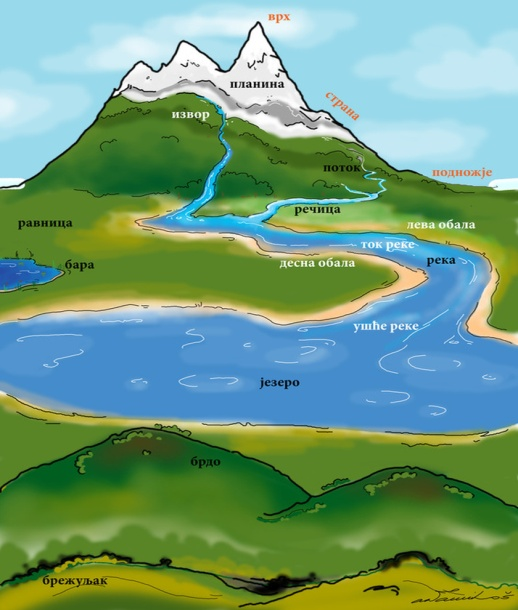 врх
планина
страна
извор
поток
подножје
речица
равница
лева обала
ток реке
десна обала
река
бара
ушће реке
језеро
брдо
брежуљак